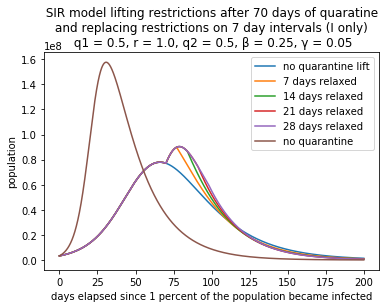 SIR model lifting restrictions after 70 days of quaratine
and replacing restrictions on 7 day intervals (I only)
q1 = 0.5, r = 1.0, q2 = 0.5, β = 0.25, γ = 0.05
1e8
1.6
1.4
1.2
1.0
0.8
0.6
0.4
0.2
0.0
population
no quarantine lift
7 days relaxed
14 days relaxed
21 days relaxed
28 days relaxed
no quarantine
0 25 50 75 100 125 150 175 200
days elapsed since 1 percent of the population became infected